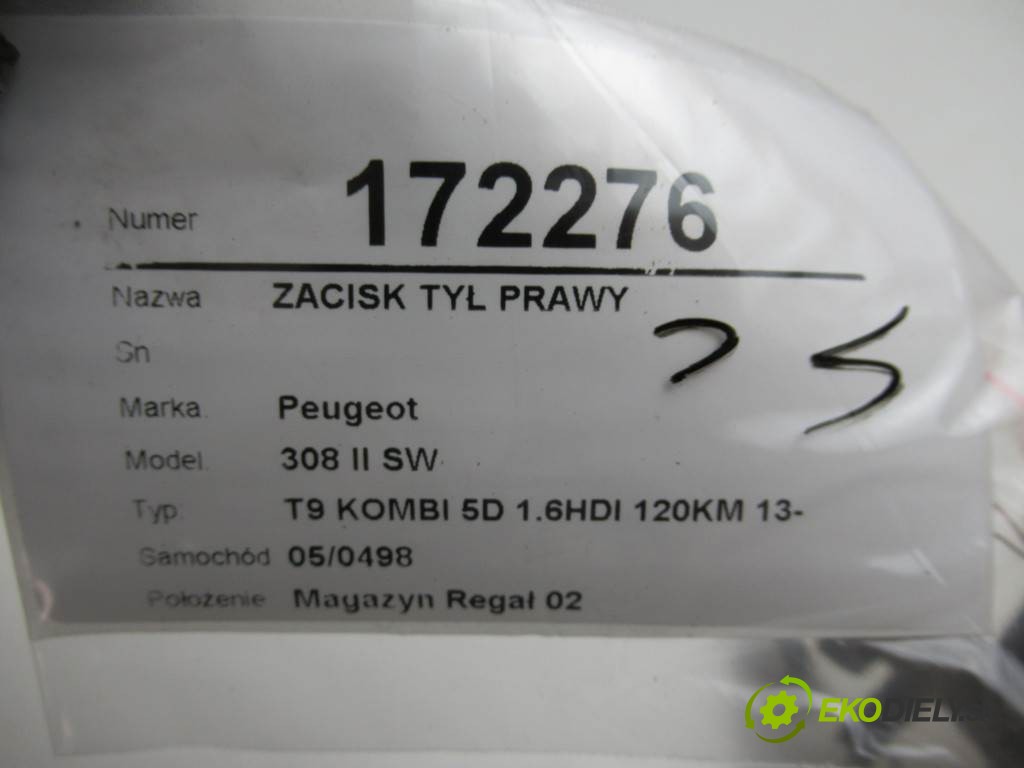 Numer 172276
Nazwa ZACISK TYŁ PRAWY
Sn
Marka. Peugeot
Model. 308 II SW
Typ. T9 KOMBI 5D 1.6HDI 120KM 13-
Samochód 05/0498
Położenie Magazyn Regał 02
EKODIELY